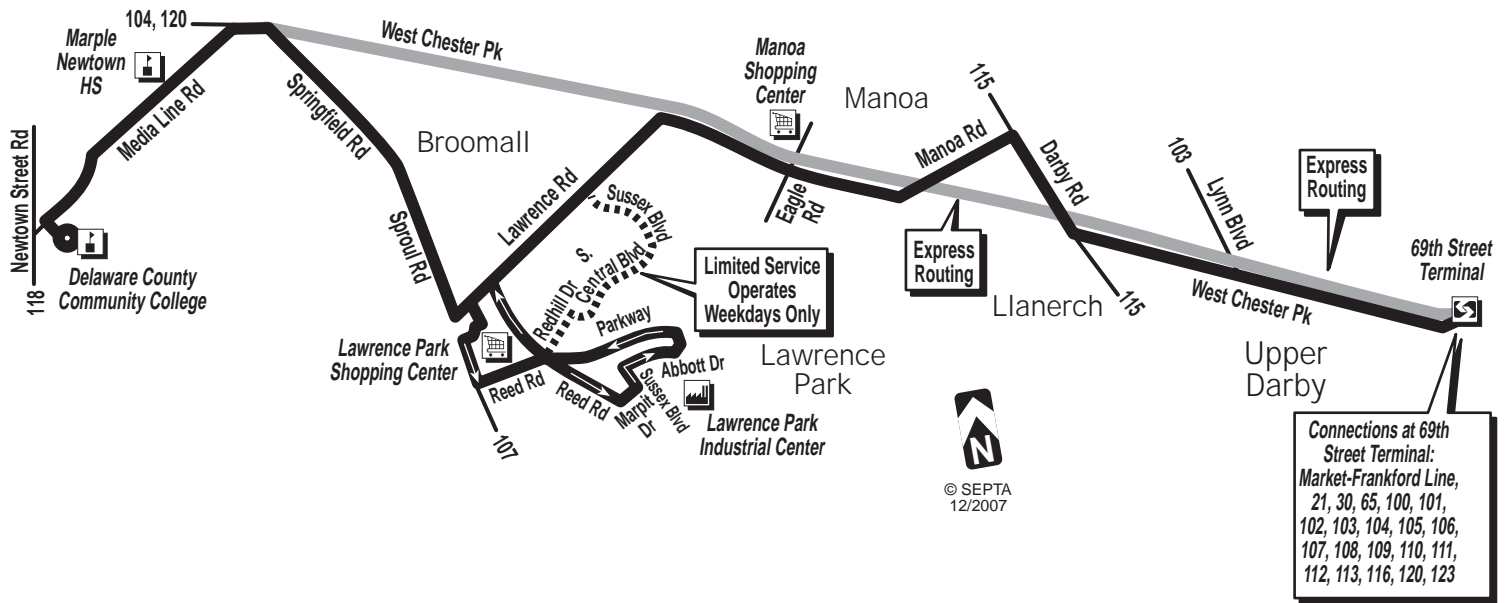 104, 120
Marple
Newtown
HS
Media Line Rd
Newtown Street Rd
118
Delaware County
Community College
West Chester Pk
Springfield Rd
Broomall
Sproul Rd
Lawrence Rd
Sussex Blvd
S.
Central Blvd
Redhill Dr
Limited Service
Operates
Weekdays Only
Parkway
Lawrence Park
Shopping Center
Reed Rd
Reed Rd
107
Marpit
Dr
Sussex Blvd
Abbott Dr
Lawrence Park
Industrial Center
Lawrence
Park
Manoa
Shopping
Center
Manoa
Eagle
Rd
Manoa Rd
115
Darby Rd
115
Express
Routing
Llanerch
103
Lynn Blvd
Express
Routing
West Chester Pk
69th Street
Terminal
Upper
Darby
N
© SEPTA
12/2007
Connections at 69th
Street Terminal:
Market-Frankford Line,
21, 30, 65, 100, 101,
102, 103, 104, 105, 106,
107, 108, 109, 110, 111,
112, 113, 116, 120, 123